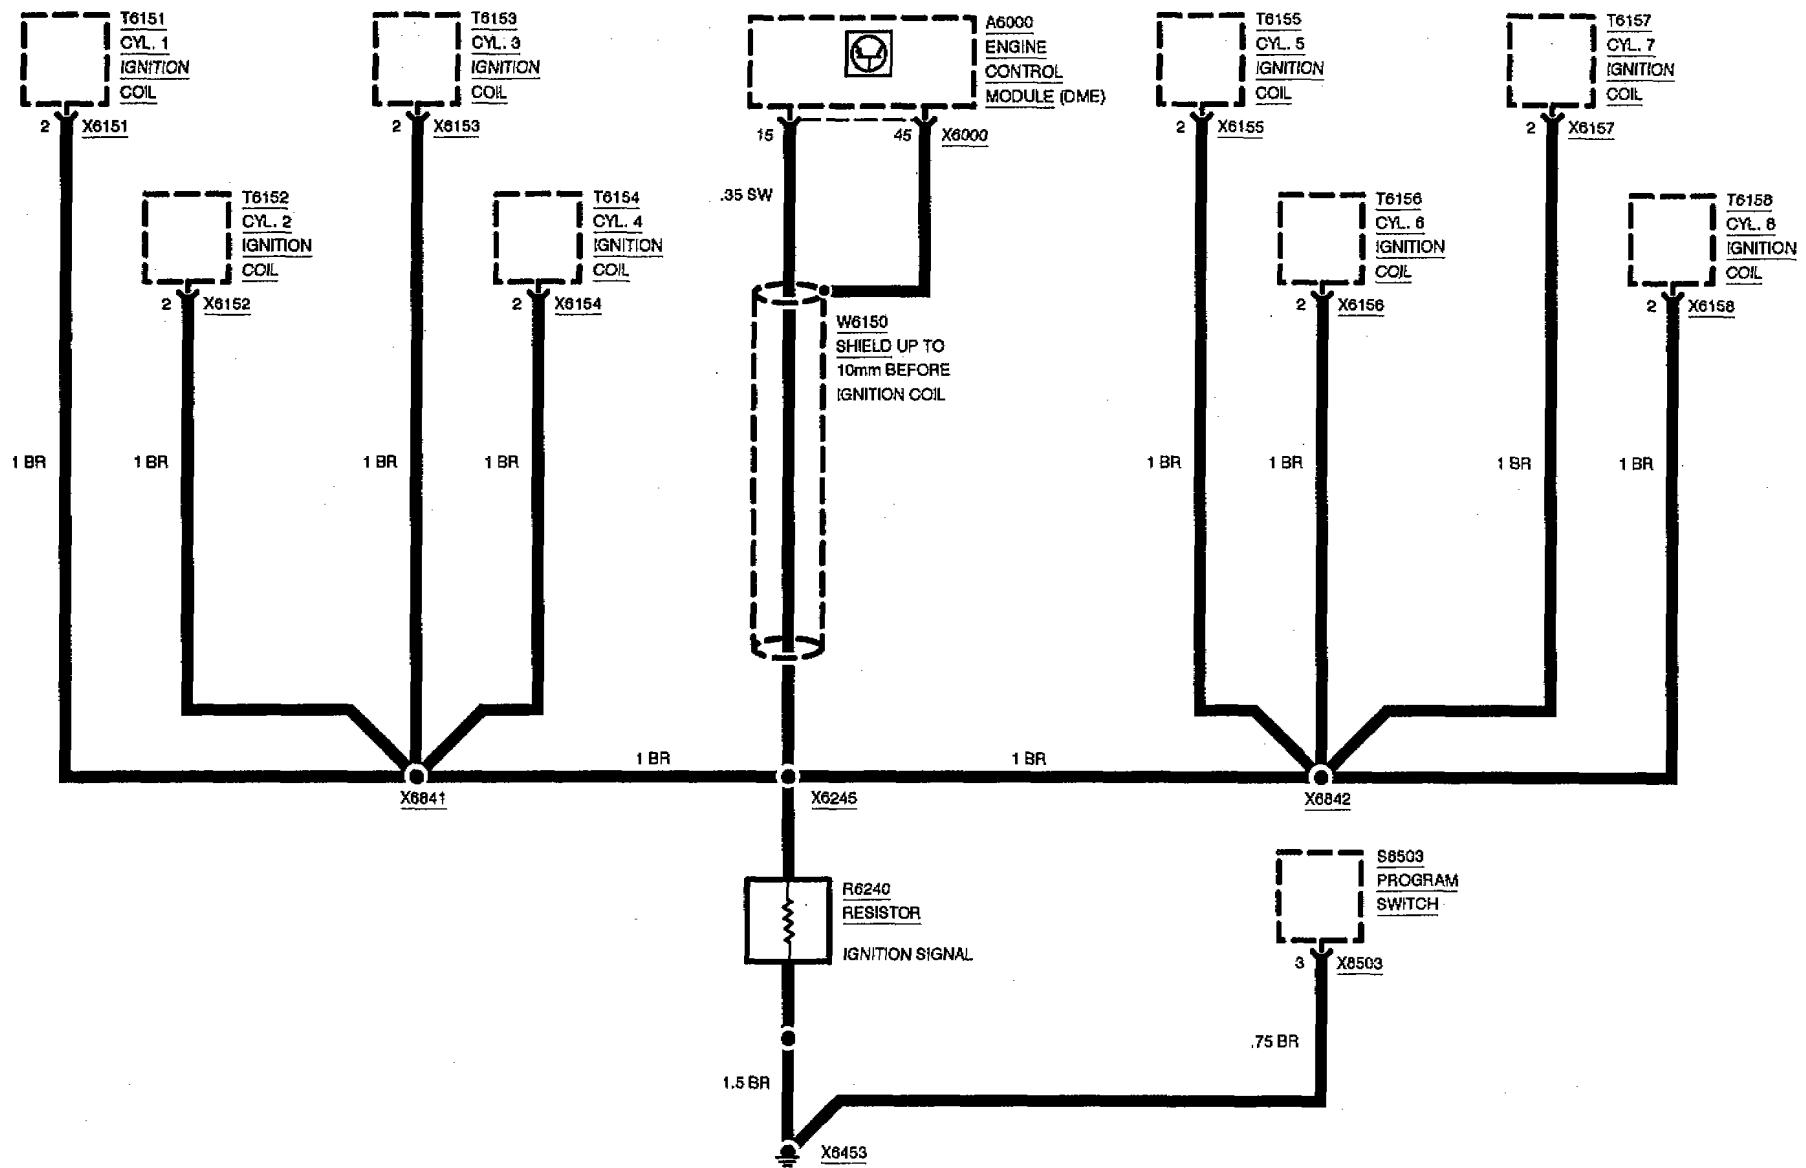 T6151
CYL. 1
IGNITION
COIL
2 X6151
T6153
CYL. 3
IGNITION
COIL
2 X6153
A6000
ENGINE
CONTROL
MODULE (DME)
15 45 X6000
T6155
CYL. 5
IGNITION
COIL
2 X6155
T6157
CYL. 7
IGNITION
COIL
2 X6157
T6152
CYL. 2
IGNITION
COIL
2 X6152
T6154
CYL. 4
IGNITION
COIL
2 X6154
.35 SW
T6156
CYL. 6
IGNITION
COIL
2 X6156
T6158
CYL. 8
IGNITION
COIL
2 X6158
W6150
SHIELD UP TO
10mm BEFORE
IGNITION COIL
1 BR 1 BR 1 BR 1 BR 1 BR 1 BR 1 BR 1 BR
1 BR 1 BR
X6841 X6245 X6842
R6240
RESISTOR
IGNITION SIGNAL
S8503
PROGRAM
SWITCH
3 X8503
.75 BR
1.5 BR
X6453